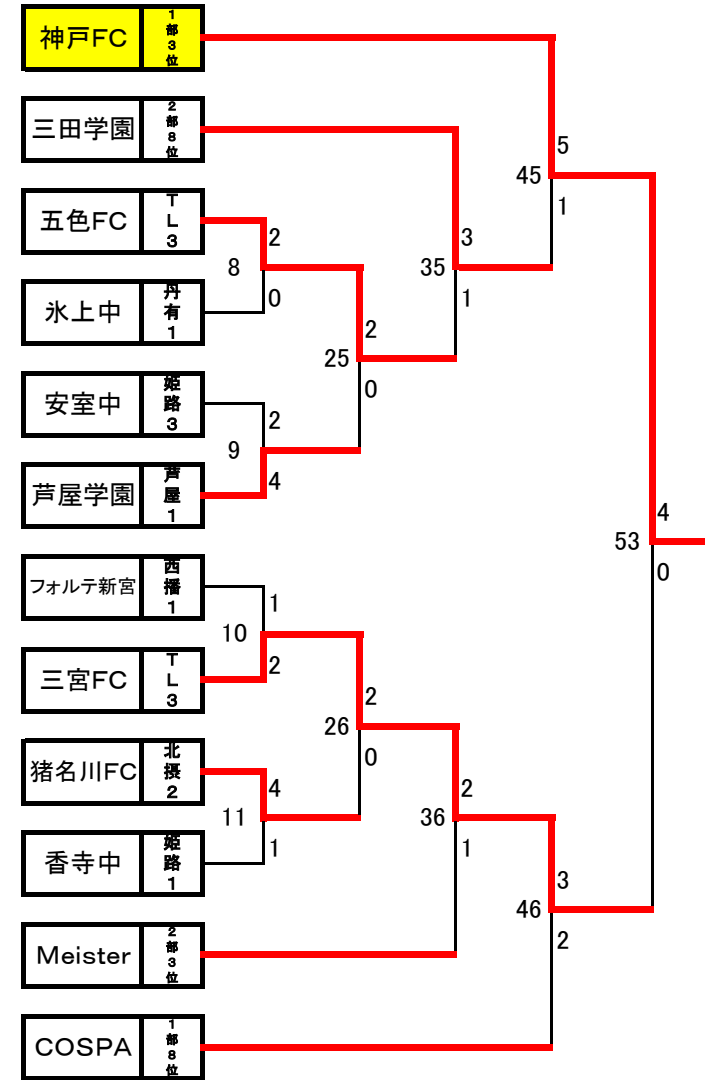 神戸FC 1部3位
三田学園 2部8位
5
45
1
五色FC TL3
2
3
8
35
0
1
氷上中 丹有1
2
25
0
安室中 姫路3
2
9
4
芦屋学園 芦屋1
4
53
0
フォルテ新宮 西播1
1
10
2
三宮FC TL3
2
26
0
猪名川FC 北摂2
4
2
11
36
1
1
香寺中 姫路1
3
46
2
Meister 2部3位
COSPA 1部8位